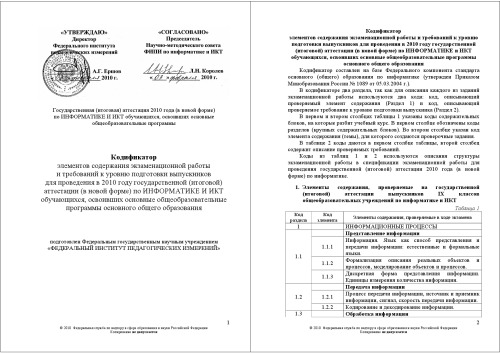 «УТВЕРЖДАЮ»
Директор
Федерального института
педагогических измерений
А.Г. Ершов
2010 г.
«СОГЛАСОВАНО»
Председатель
Научно-методического совета
ФИПИ по информатике и ИКТ
Л.Н. Королев
2010 г.
Государственная (итоговая) аттестация 2010 года (в новой форме)
по ИНФОРМАТИКЕ И ИКТ обучающихся, освоивших основные
общеобразовательные программы
Кодификатор
элементов содержания экзаменационной работы
и требований к уровню подготовки выпускников
для проведения в 2010 году государственной (итоговой)
аттестации (в новой форме) по ИНФОРМАТИКЕ И ИКТ
обучающихся, освоивших основные общеобразовательные
программы основного общего образования
подготовлен Федеральным государственным научным учреждением
«ФЕДЕРАЛЬНЫЙ ИНСТИТУТ ПЕДАГОГИЧЕСКИХ ИЗМЕРЕНИЙ»
1
© 2010 Федеральная служба по надзору в сфере образования и науки Российской Федерации
Копирование не допускается
Кодификатор
элементов содержания экзаменационной работы и требований к уровню
подготовки выпускников для проведения в 2010 году государственной
(итоговой) аттестации (в новой форме) по ИНФОРМАТИКЕ И ИКТ
обучающихся, освоивших основные общеобразовательные программы
основного общего образования
Кодификатор составлен на базе Федерального компонента стандарта
основного (общего) образования по информатике (утвержден Приказом
Минобразования России №1089 от 05.03.2004 г.).
В кодификаторе два раздела, так как для описания каждого из заданий
экзаменационной работы используются два кода: код, описывающий
проверяемый элемент содержания (Раздел 1) и код, описывающий
проверяемое требование к уровню подготовки выпускника (Раздел 2).
В первом и втором столбцах таблицы 1 указаны коды содержательных
блоков, на которые разбит учебный курс. В первом столбце обозначены коды
разделов (крупных содержательных блоков). Во втором столбце указан код
элемента содержания (темы), для которого создаются проверочные задания.
В таблице 2 коды даются в первом столбце таблицы, второй столбец
содержит описание проверяемых требований.
Коды из таблиц 1 и 2 используются описания структуры
экзаменационной работы в спецификации экзаменационной работы для
проведения государственной (итоговой) аттестации 2010 года (в новой
форме) по информатике.
1. Элементы содержания, проверяемые на государственной
(итоговой) аттестации выпускников IX классов
общеобразовательных учреждений по информатике и ИКТ
Таблица 1
Код раздела
Код элемента
Элементы содержания, проверяемые в ходе экзамена
1 ИНФОРМАЦИОННЫЕ ПРОЦЕССЫ
1.1 Представление информации
1.1.1 Информация. Язык как способ представления и
передачи информации: естественные и формальные
языки.
1.1.2 Формализация описания реальных объектов и
процессов, моделирование объектов и процессов.
1.1.3 Дискретная форма представления информации.
Единицы измерения количества информации.
1.2 Передача информации
1.2.1 Процесс передачи информации, источник и приемник
информации, сигнал, скорость передачи информации.
1.2.2 Кодирование и декодирование информации.
1.3 Обработка информации
2
© 2010 Федеральная служба по надзору в сфере образования и науки Российской Федерации
Копирование не допускается